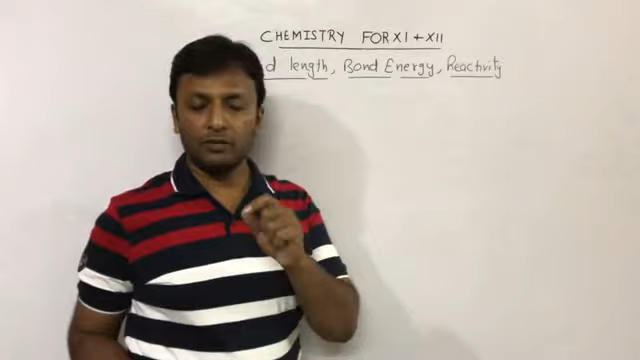 CHEMISTRY FOR XI + XII
d length, Bond Energy, Reactivity